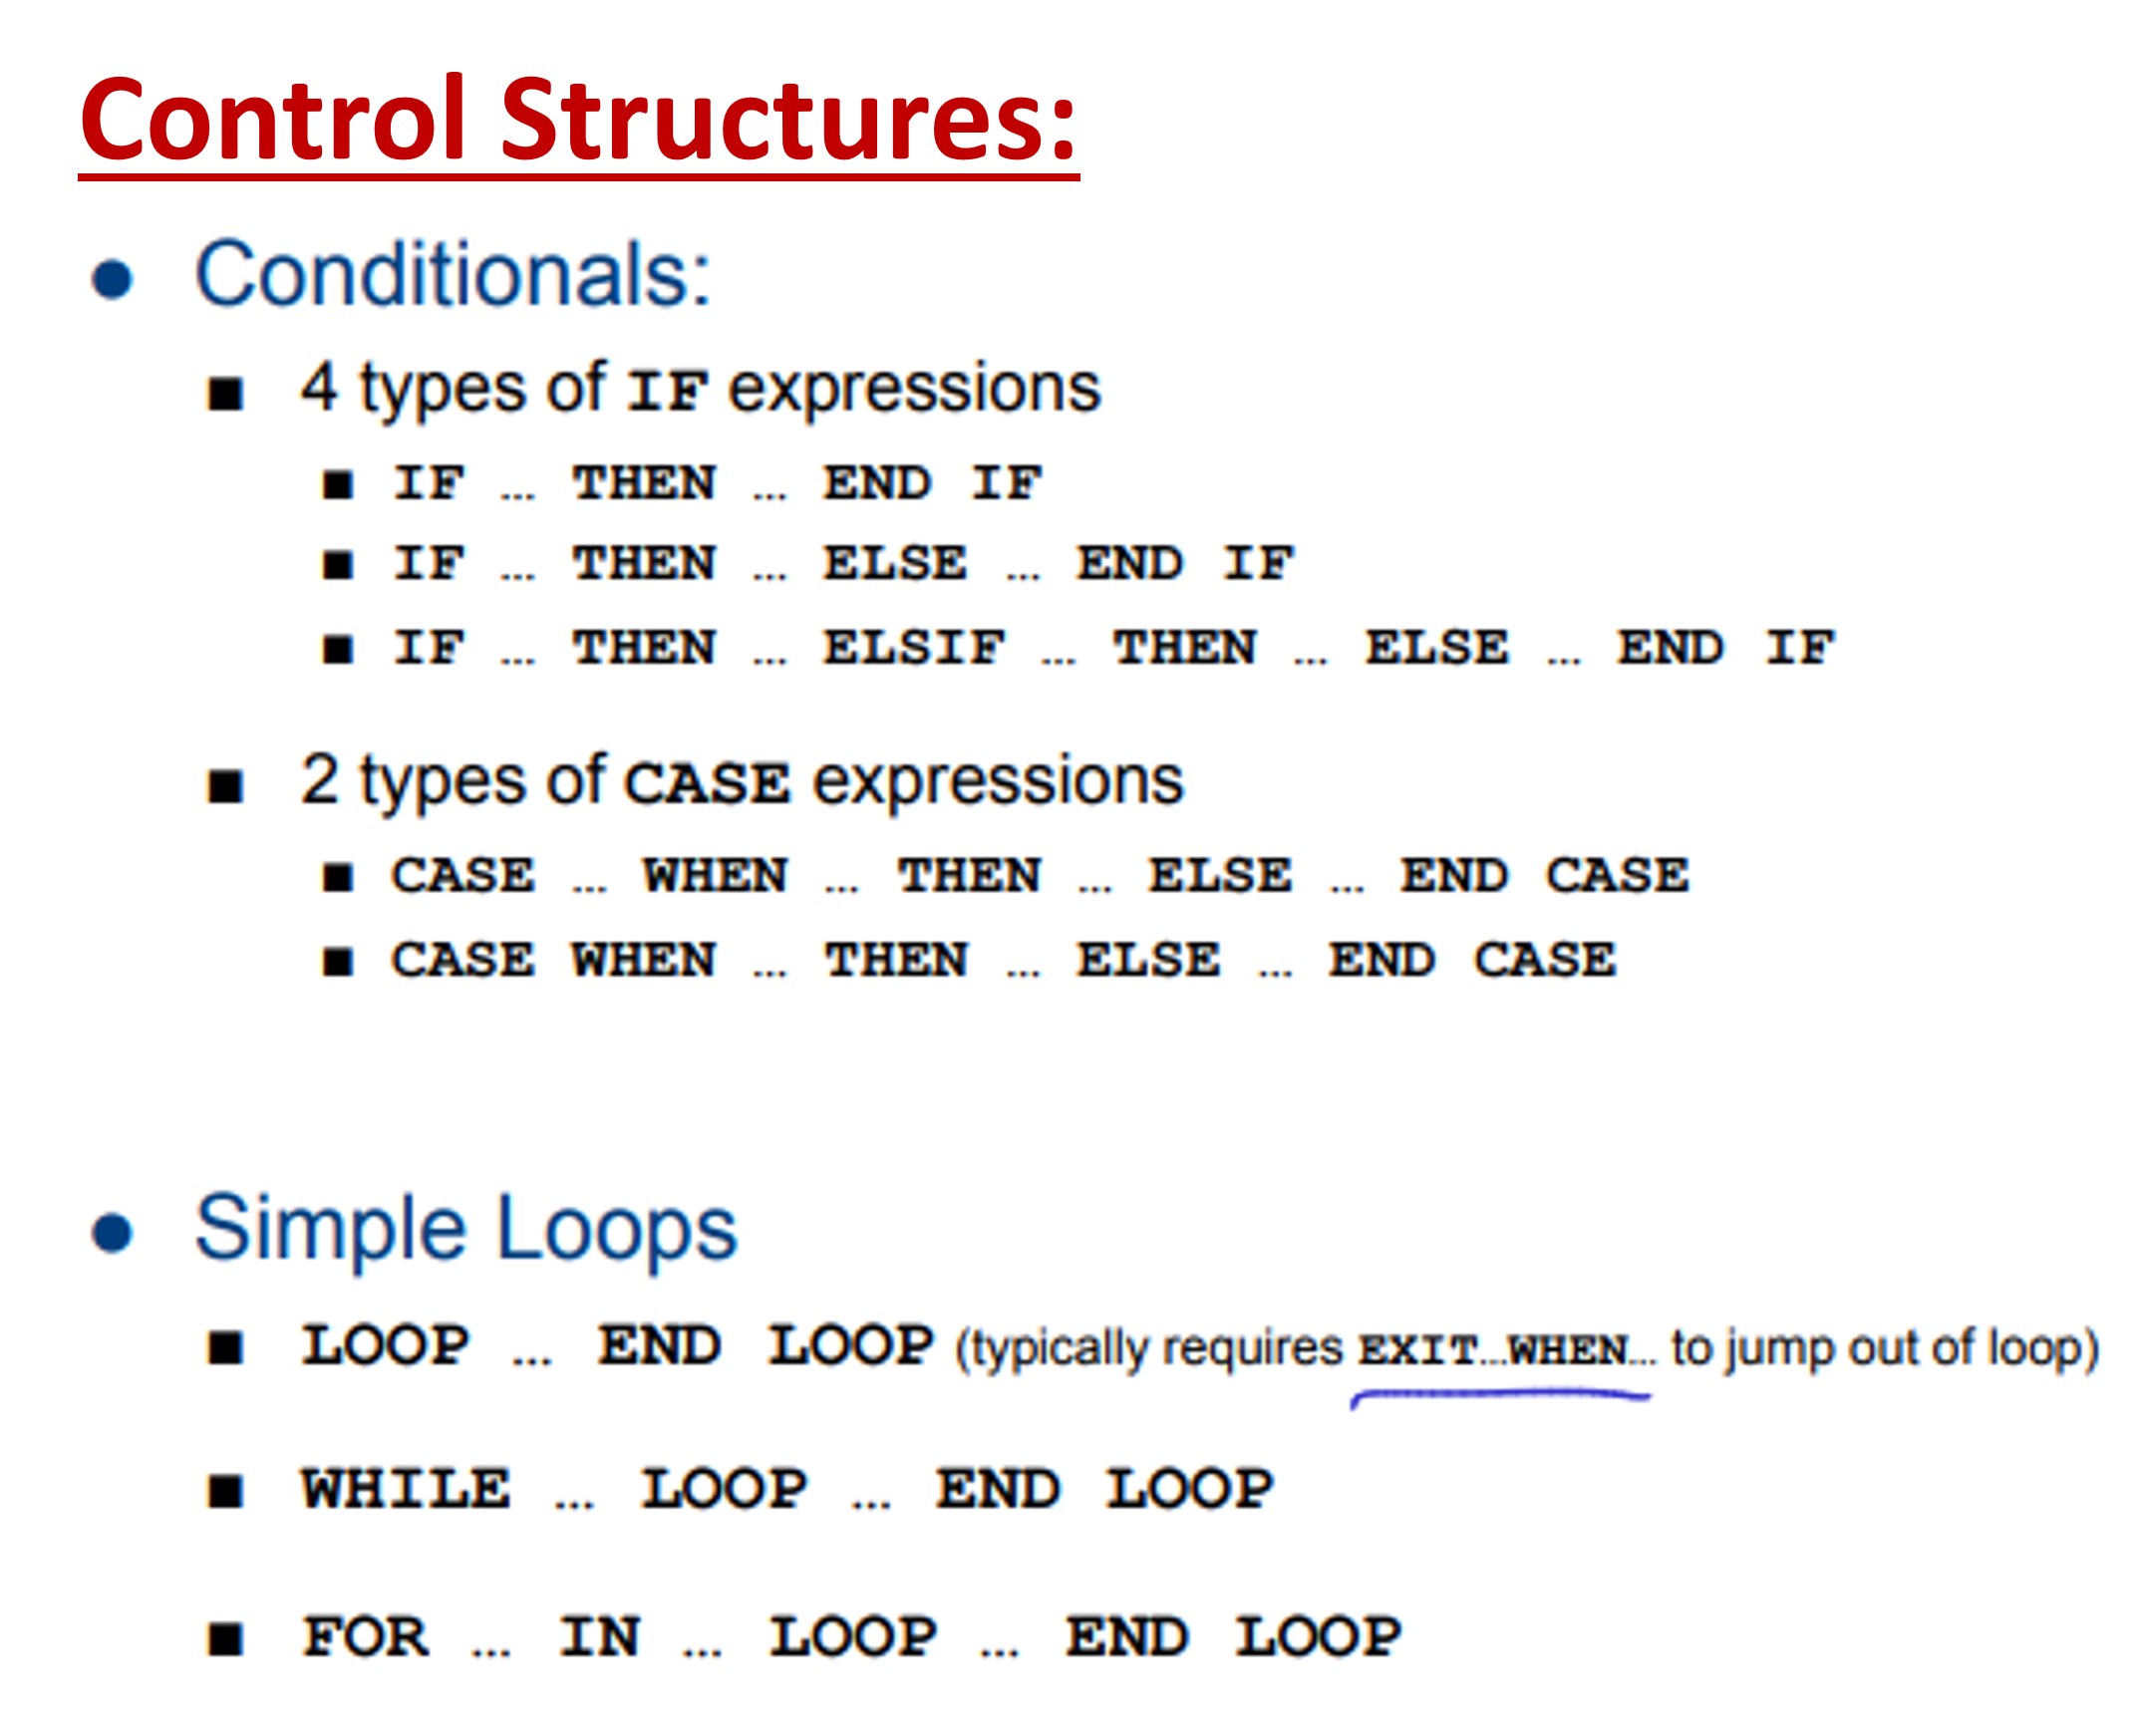 Control Structures:
● Conditionals:
■ 4 types of IF expressions
■ IF … THEN … END IF
■ IF … THEN … ELSE … END IF
■ IF … THEN … ELSIF … THEN … ELSE … END IF
■ 2 types of CASE expressions
■ CASE … WHEN … THEN … ELSE … END CASE
■ CASE WHEN … THEN … ELSE … END CASE
● Simple Loops
■ LOOP … END LOOP (typically requires EXIT…WHEN… to jump out of loop)
■ WHILE … LOOP … END LOOP
■ FOR … IN … LOOP … END LOOP